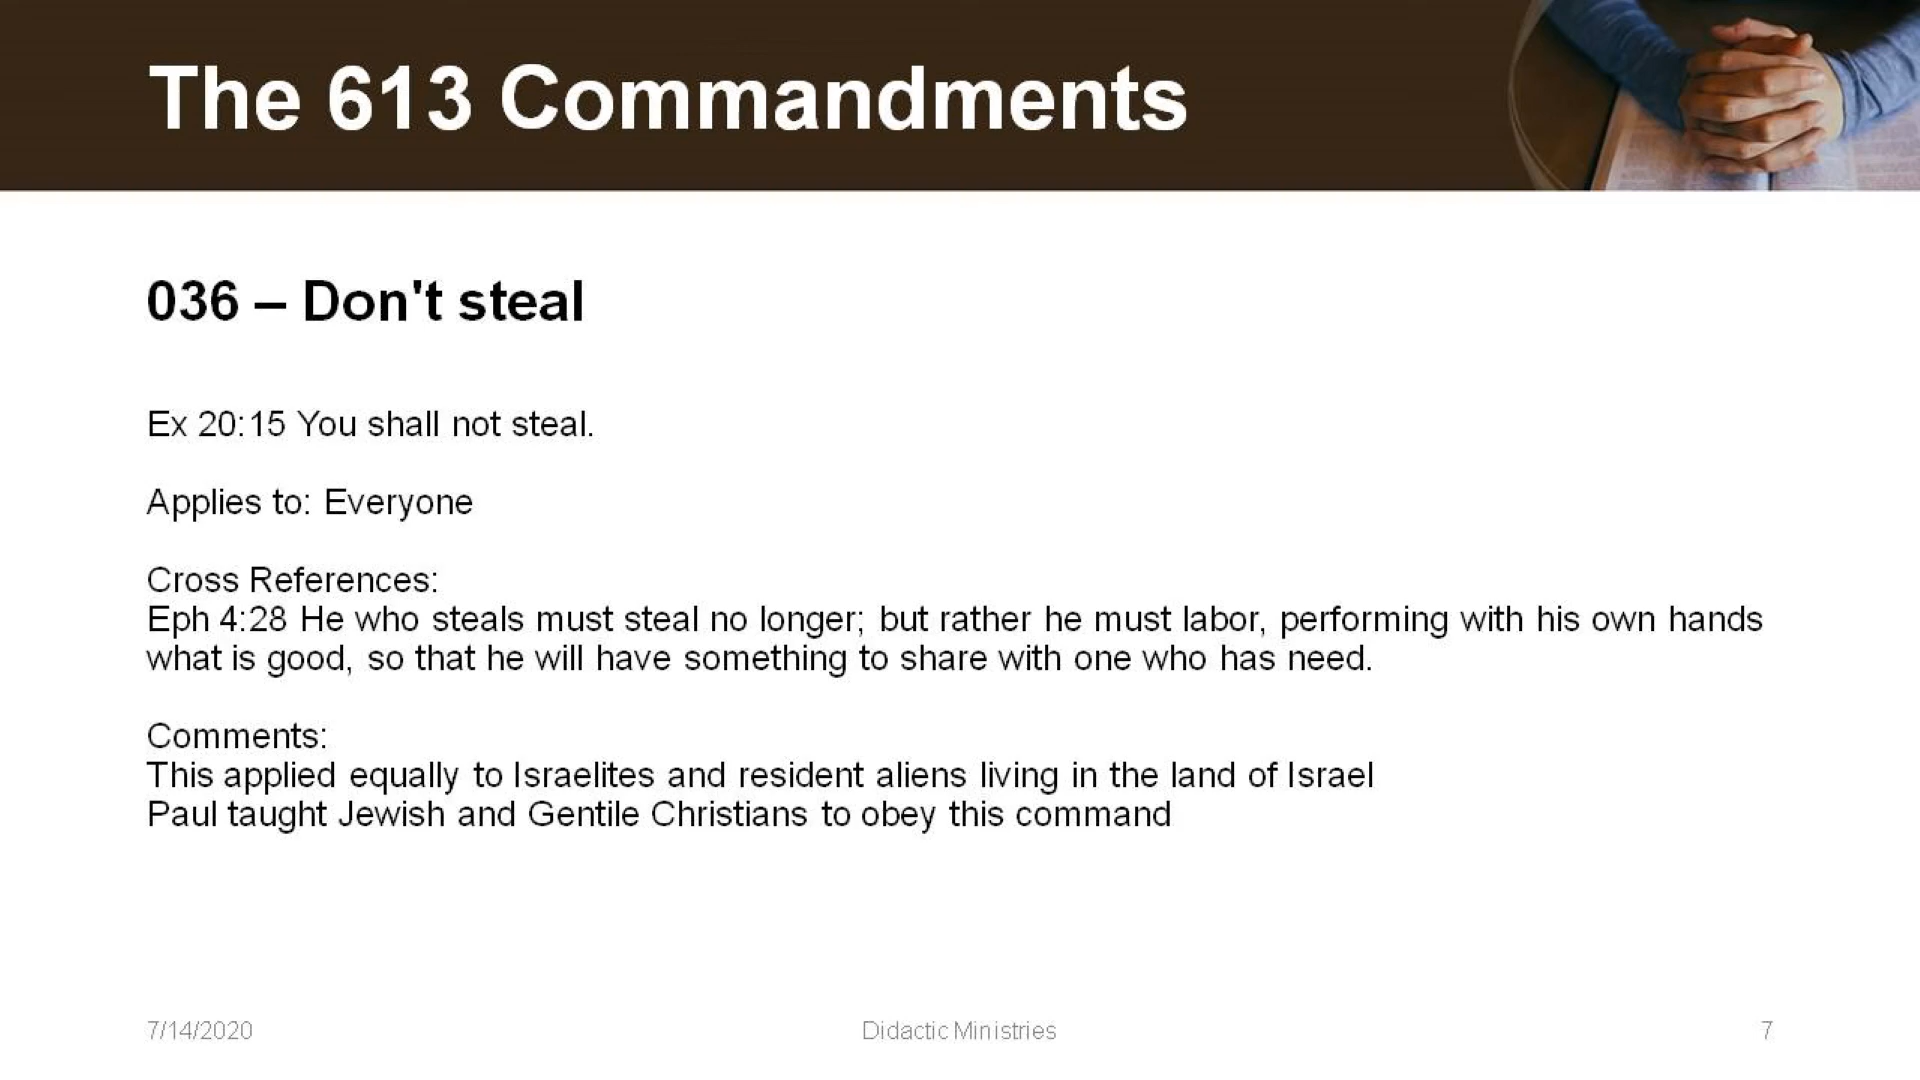 The 613 Commandments
036 – Don't steal
Ex 20:15 You shall not steal.
Applies to: Everyone
Cross References:
Eph 4:28 He who steals must steal no longer; but rather he must labor, performing with his own hands
what is good, so that he will have something to share with one who has need.
Comments:
This applied equally to Israelites and resident aliens living in the land of Israel
Paul taught Jewish and Gentile Christians to obey this command
7/14/2020
Didactic Ministries
7